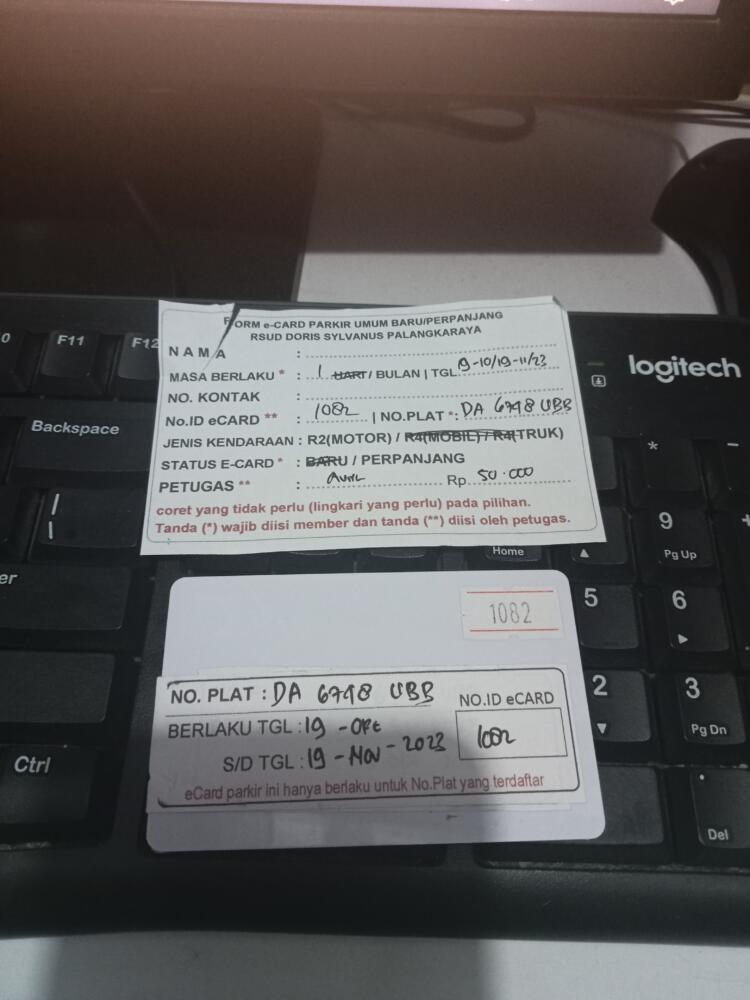 FORM e-CARD PARKIR UMUM BARU/PERPANJANG
RSUD DORIS SYLVANUS PALANGKARAYA
NAMA :
MASA BERLAKU * : 1 HARI / BULAN | TGL. 19-10/19-11/23
NO. KONTAK :
No.ID eCARD ** : 1082 | NO.PLAT *: DA 6798 UBB
JENIS KENDARAAN : R2(MOTOR) / R4(MOBIL) / R4(TRUK)
STATUS E-CARD * : BARU / PERPANJANG
PETUGAS ** : Rp. 50.000
coret yang tidak perlu (lingkari yang perlu) pada pilihan.
Tanda (*) wajib diisi member dan tanda (**) diisi oleh petugas.
1082
NO. PLAT : DA 6798 UBB
NO.ID eCARD
BERLAKU TGL : 19 - Okt
1082
S/D TGL : 19 - Nov - 2023
eCard parkir ini hanya berlaku untuk No.Plat yang terdaftar
logitech
0
F11
F12
Backspace
|
\
er
Ctrl
Home
*
-
9
Pg Up
+
5
6
2
3
Pg Dn
.
Del